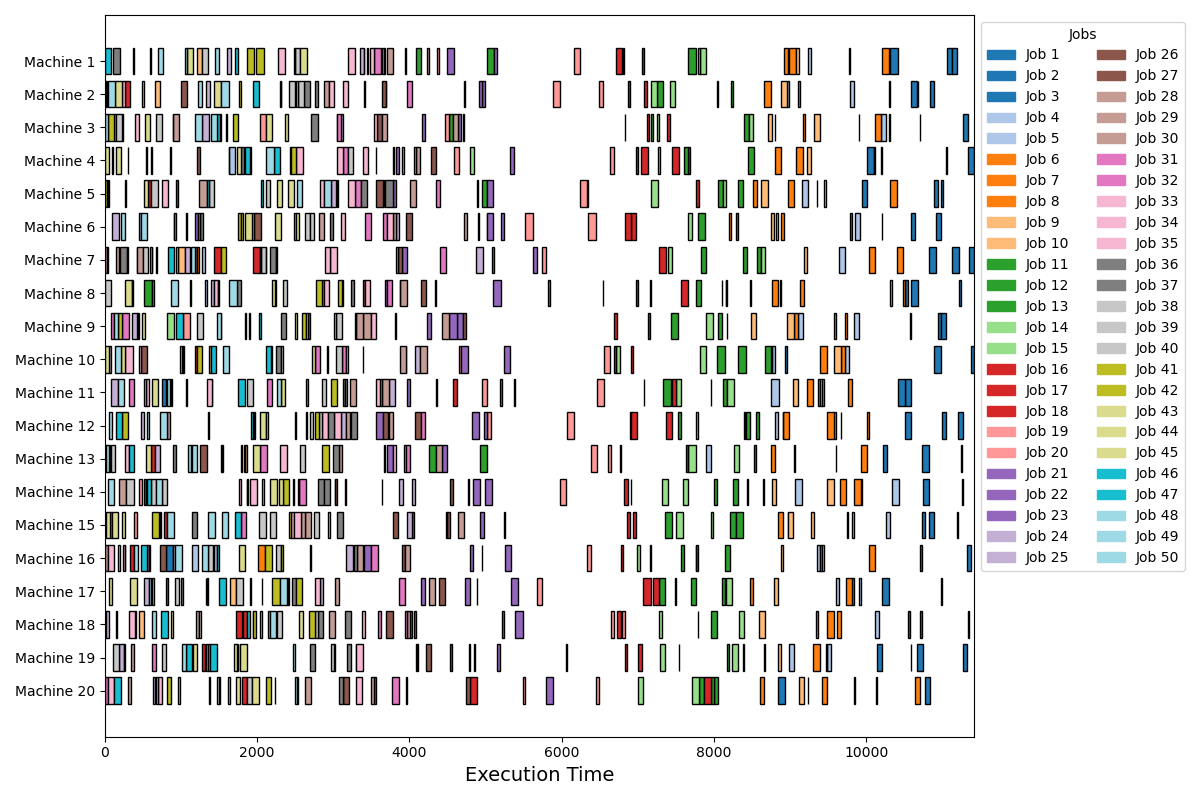 Machine 1
Machine 2
Machine 3
Machine 4
Machine 5
Machine 6
Machine 7
Machine 8
Machine 9
Machine 10
Machine 11
Machine 12
Machine 13
Machine 14
Machine 15
Machine 16
Machine 17
Machine 18
Machine 19
Machine 20
0 2000 4000 6000 8000 10000
Execution Time
Jobs
Job 1 Job 26
Job 2 Job 27
Job 3 Job 28
Job 4 Job 29
Job 5 Job 30
Job 6 Job 31
Job 7 Job 32
Job 8 Job 33
Job 9 Job 34
Job 10 Job 35
Job 11 Job 36
Job 12 Job 37
Job 13 Job 38
Job 14 Job 39
Job 15 Job 40
Job 16 Job 41
Job 17 Job 42
Job 18 Job 43
Job 19 Job 44
Job 20 Job 45
Job 21 Job 46
Job 22 Job 47
Job 23 Job 48
Job 24 Job 49
Job 25 Job 50